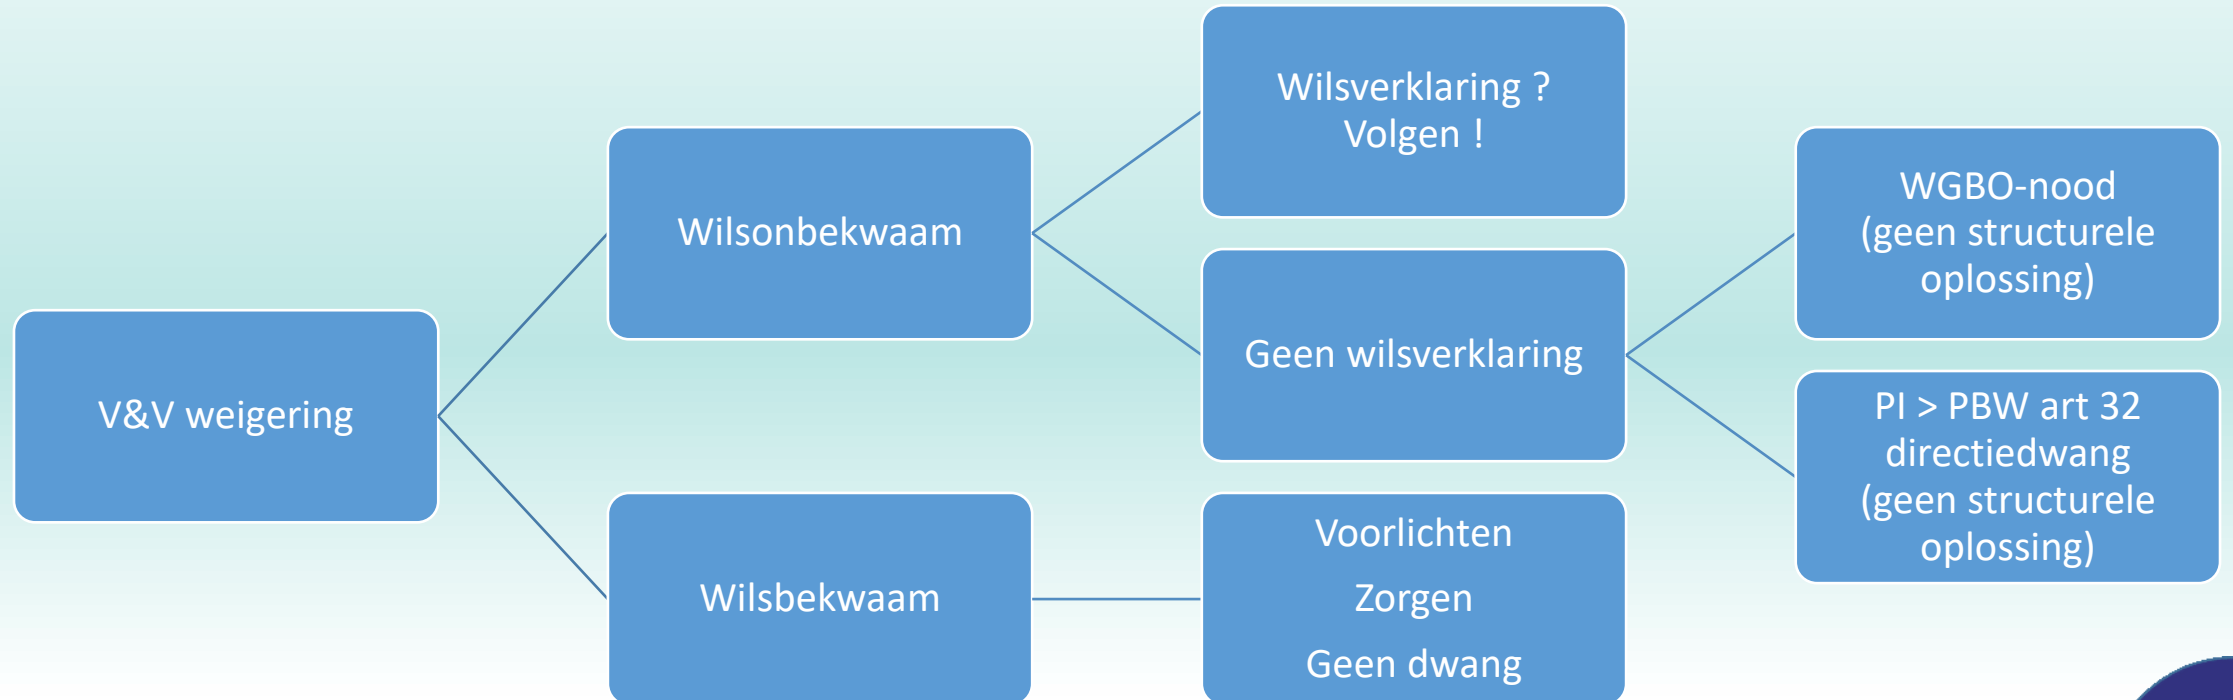 V&V weigering
Wilsonbekwaam
Wilsverklaring ?
Volgen !
Geen wilsverklaring
WGBO-nood
(geen structurele
oplossing)
PI > PBW art 32
directiedwang
(geen structurele
oplossing)
Wilsbekwaam
Voorlichten
Zorgen
Geen dwang